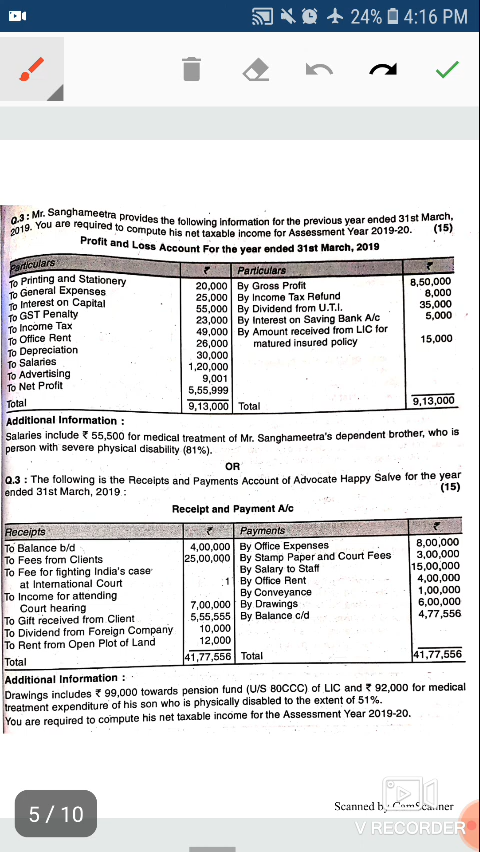 24% 4:16 PM
Q.3 : Mr. Sanghameetra provides the following information for the previous year ended 31st March,
2019. You are required to compute his net taxable income for Assessment Year 2019-20. (15)
Profit and Loss Account For the year ended 31st March, 2019
Particulars ₹ Particulars ₹
To Printing and Stationery 20,000 By Gross Profit 8,50,000
To General Expenses 25,000 By Income Tax Refund 8,000
To Interest on Capital 55,000 By Dividend from U.T.I. 35,000
To GST Penalty 23,000 By Interest on Saving Bank A/c 5,000
To Income Tax 49,000 By Amount received from LIC for
To Office Rent 26,000 matured insured policy 15,000
To Depreciation 30,000
To Salaries 1,20,000
To Advertising 9,001
To Net Profit 5,55,999
Total 9,13,000 Total 9,13,000
Additional Information :
Salaries include ₹ 55,500 for medical treatment of Mr. Sanghameetra's dependent brother, who is
person with severe physical disability (81%).
OR
Q.3 : The following is the Receipts and Payments Account of Advocate Happy Salve for the year
ended 31st March, 2019 : (15)
Receipt and Payment A/c
Receipts ₹ Payments ₹
To Balance b/d 4,00,000 By Office Expenses 8,00,000
To Fees from Clients 25,00,000 By Stamp Paper and Court Fees 3,00,000
To Fee for fighting India's case By Salary to Staff 15,00,000
at International Court 1 By Office Rent 4,00,000
To Income for attending By Conveyance 1,00,000
Court hearing 7,00,000 By Drawings 6,00,000
To Gift received from Client 5,55,555 By Balance c/d 4,77,556
To Dividend from Foreign Company 10,000
To Rent from Open Plot of Land 12,000
Total 41,77,556 Total 41,77,556
Additional Information :
Drawings includes ₹ 99,000 towards pension fund (U/S 80CCC) of LIC and ₹ 92,000 for medical
treatment expenditure of his son who is physically disabled to the extent of 51%.
You are required to compute his net taxable income for the Assessment Year 2019-20.
5 / 10
Scanned by CamScanner
V RECORDER